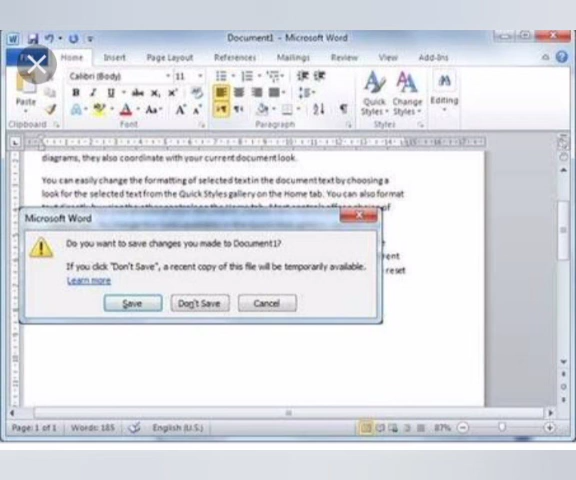 Document1 - Microsoft Word
Home Insert Page Layout References Mailings Review View Add-Ins
Calibri (Body) 11
Paste
B I U abc x, x
A Aa A A
Quick Styles Change Styles Editing
Clipboard Font Paragraph Styles
diagrams, they also coordinate with your current document look.
You can easily change the formatting of selected text in the document text by choosing a
look for the selected text from the Quick Styles gallery on the Home tab. You can also format
Microsoft Word
Do you want to save changes you made to Document1?
If you click "Don't Save", a recent copy of this file will be temporarily available.
Learn more
reset
Save Don't Save Cancel
Page: 1 of 1 Words: 185 English (U.S.) 87%